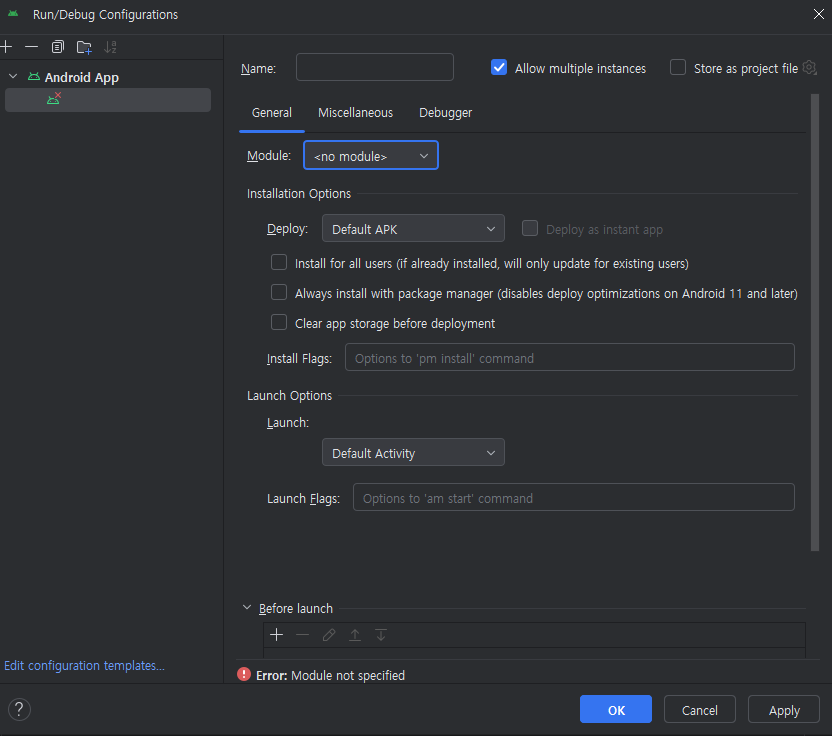 Run/Debug Configurations
Android App
Edit configuration templates...
Name:
Allow multiple instances
Store as project file
General Miscellaneous Debugger
Module: <no module>
Installation Options
Deploy: Default APK Deploy as instant app
Install for all users (if already installed, will only update for existing users)
Always install with package manager (disables deploy optimizations on Android 11 and later)
Clear app storage before deployment
Install Flags: Options to 'pm install' command
Launch Options
Launch:
Default Activity
Launch Flags: Options to 'am start' command
Before launch
Error: Module not specified
? OK Cancel Apply